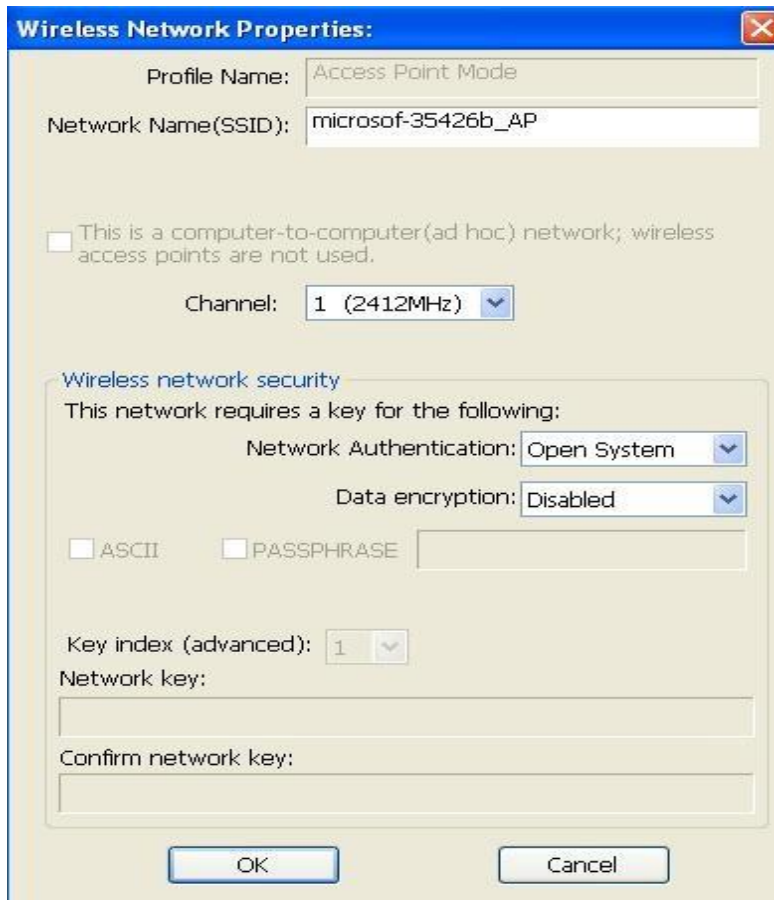 Wireless Network Properties:
Profile Name: Access Point Mode
Network Name(SSID): microsof-35426b_AP
This is a computer-to-computer(ad hoc) network; wireless
access points are not used.
Channel: 1 (2412MHz)
Wireless network security
This network requires a key for the following:
Network Authentication: Open System
Data encryption: Disabled
ASCII PASSPHRASE
Key index (advanced): 1
Network key:
Confirm network key:
OK Cancel